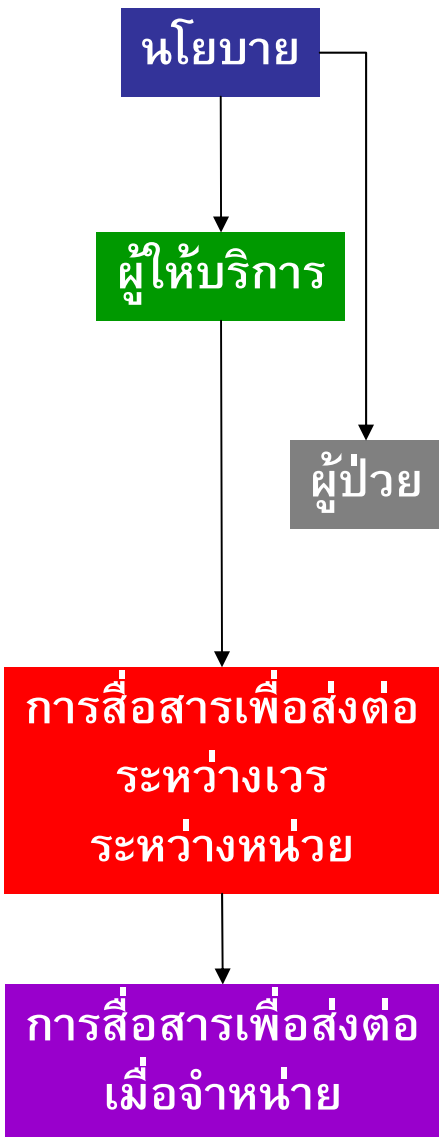 นโยบาย
ผู้ให้บริการ
ผู้ป่วย
การสื่อสารเพื่อส่งต่อ
ระหว่างเวร
ระหว่างหน่วย
การสื่อสารเพื่อส่งต่อ
เมื่อจำหน่าย